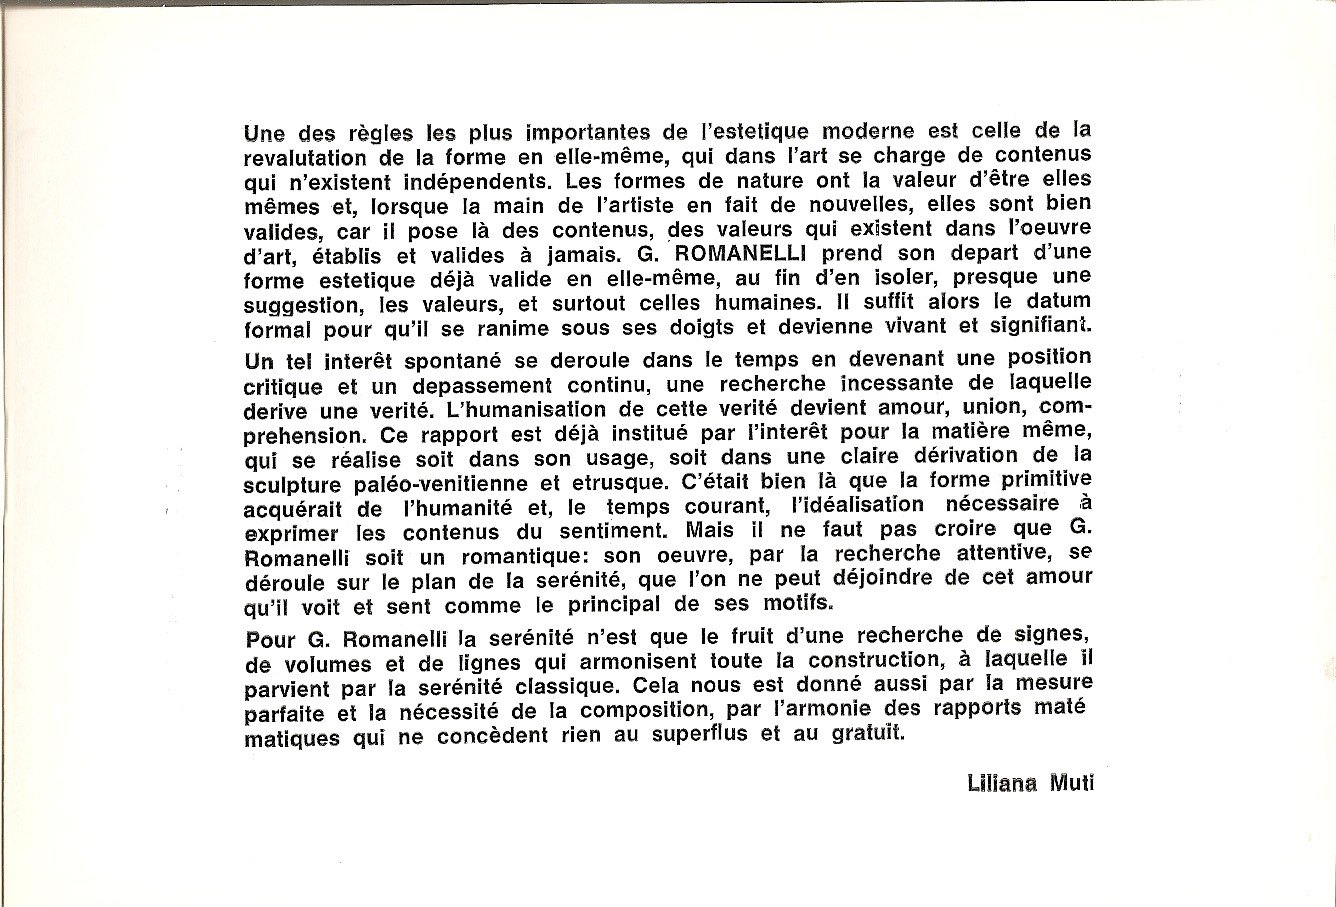 Une des règles les plus importantes de l'estetique moderne est celle de la
revalutation de la forme en elle-même, qui dans l'art se charge de contenus
qui n'existent indépendents. Les formes de nature ont la valeur d'être elles
mêmes et, lorsque la main de l'artiste en fait de nouvelles, elles sont bien
valides, car il pose là des contenus, des valeurs qui existent dans l'oeuvre
d'art, établis et valides à jamais. G. ROMANELLI prend son depart d'une
forme estetique déjà valide en elle-même, au fin d'en isoler, presque une
suggestion, les valeurs, et surtout celles humaines. Il suffit alors le datum
formal pour qu'il se ranime sous ses doigts et devienne vivant et signifiant.
Un tel interêt spontané se deroule dans le temps en devenant une position
critique et un depassement continu, une recherche incessante de laquelle
derive une verité. L'humanisation de cette verité devient amour, union, com-
prehension. Ce rapport est déjà institué par l'interêt pour la matière même,
qui se réalise soit dans son usage, soit dans une claire dérivation de la
sculpture paléo-venitienne et etrusque. C'était bien là que la forme primitive
acquérait de l'humanité et, le temps courant, l'idéalisation nécessaire à
exprimer les contenus du sentiment. Mais il ne faut pas croire que G.
Romanelli soit un romantique: son oeuvre, par la recherche attentive, se
déroule sur le plan de la serénité, que l'on ne peut déjoindre de cet amour
qu'il voit et sent comme le principal de ses motifs.
Pour G. Romanelli la serénité n'est que le fruit d'une recherche de signes,
de volumes et de lignes qui armonisent toute la construction, à laquelle il
parvient par la serénité classique. Cela nous est donné aussi par la mesure
parfaite et la nécessité de la composition, par l'armonie des rapports maté
matiques qui ne concèdent rien au superflus et au gratuit.
Liliana Muti